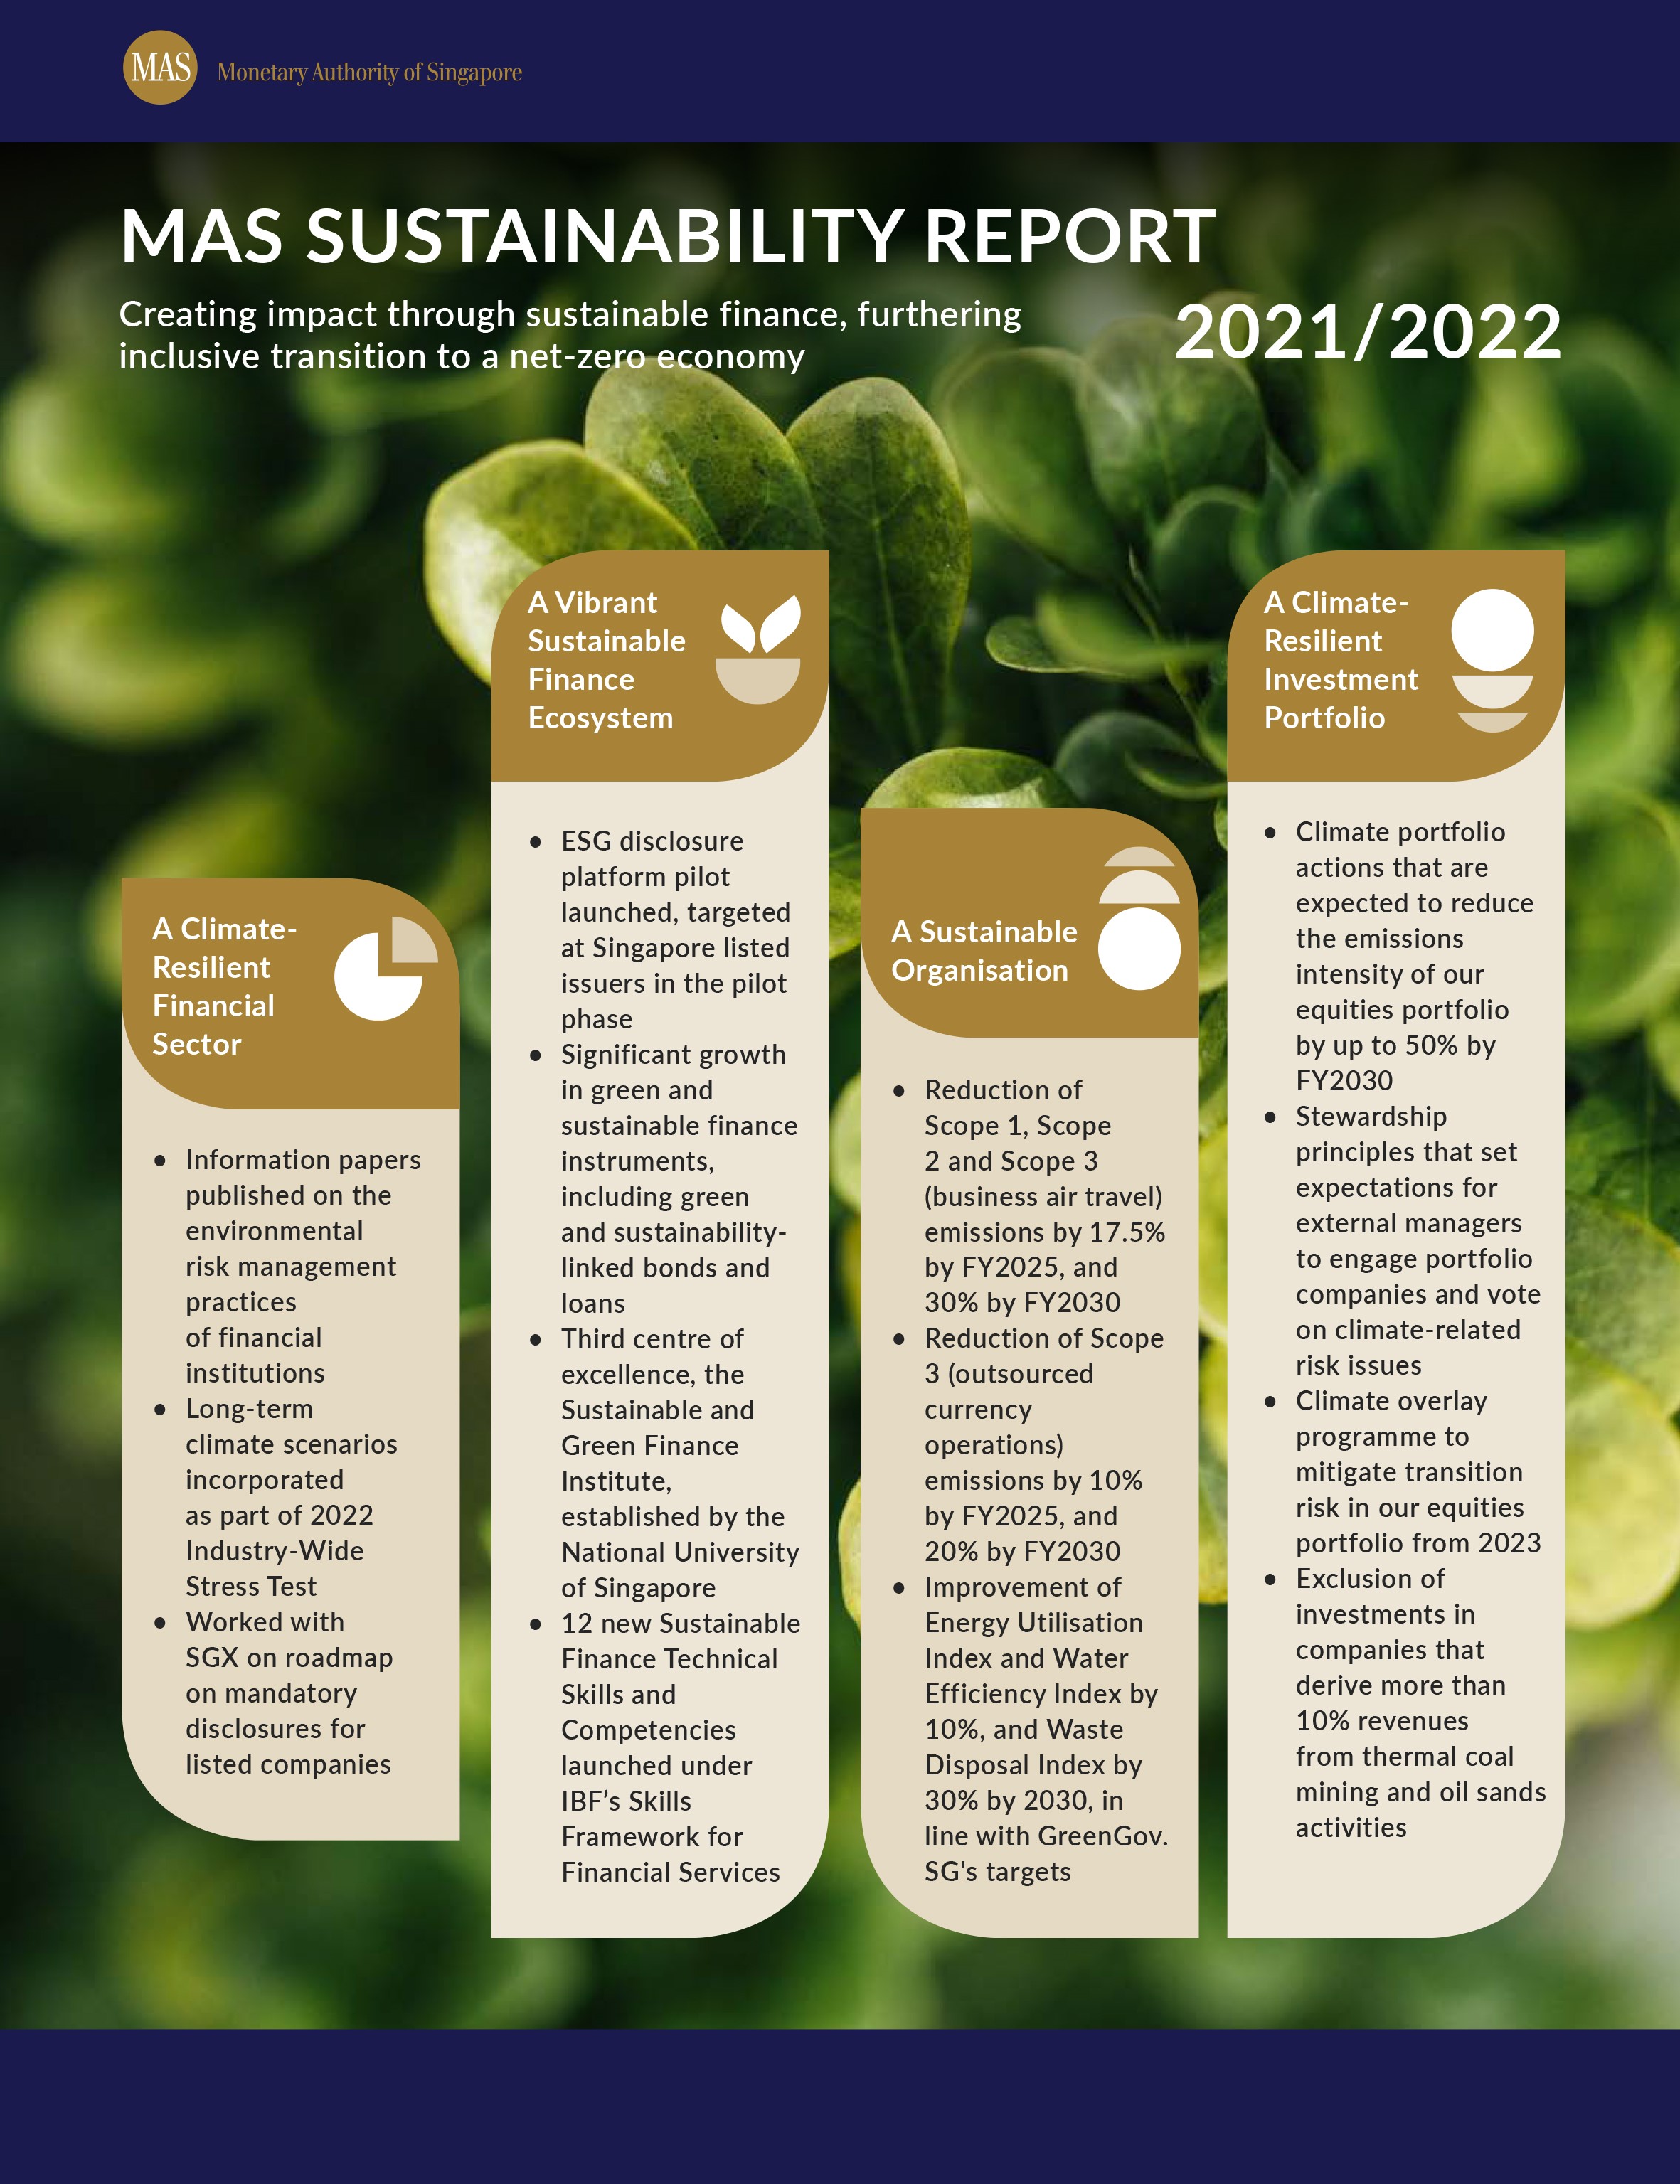 MAS
Monetary Authority of Singapore
MAS SUSTAINABILITY REPORT
Creating impact through sustainable finance, furthering
inclusive transition to a net-zero economy
2021/2022
A Climate-
Resilient
Financial
Sector
• Information papers
published on the
environmental
risk management
practices
of financial
institutions
• Long-term
climate scenarios
incorporated
as part of 2022
Industry-Wide
Stress Test
• Worked with
SGX on roadmap
on mandatory
disclosures for
listed companies
A Vibrant
Sustainable
Finance
Ecosystem
• ESG disclosure
platform pilot
launched, targeted
at Singapore listed
issuers in the pilot
phase
• Significant growth
in green and
sustainable finance
instruments,
including green
and sustainability-
linked bonds and
loans
• Third centre of
excellence, the
Sustainable and
Green Finance
Institute,
established by the
National University
of Singapore
• 12 new Sustainable
Finance Technical
Skills and
Competencies
launched under
IBF’s Skills
Framework for
Financial Services
A Sustainable
Organisation
• Reduction of
Scope 1, Scope
2 and Scope 3
(business air travel)
emissions by 17.5%
by FY2025, and
30% by FY2030
• Reduction of Scope
3 (outsourced
currency
operations)
emissions by 10%
by FY2025, and
20% by FY2030
• Improvement of
Energy Utilisation
Index and Water
Efficiency Index by
10%, and Waste
Disposal Index by
30% by 2030, in
line with GreenGov.
SG's targets
A Climate-
Resilient
Investment
Portfolio
• Climate portfolio
actions that are
expected to reduce
the emissions
intensity of our
equities portfolio
by up to 50% by
FY2030
• Stewardship
principles that set
expectations for
external managers
to engage portfolio
companies and vote
on climate-related
risk issues
• Climate overlay
programme to
mitigate transition
risk in our equities
portfolio from 2023
• Exclusion of
investments in
companies that
derive more than
10% revenues
from thermal coal
mining and oil sands
activities